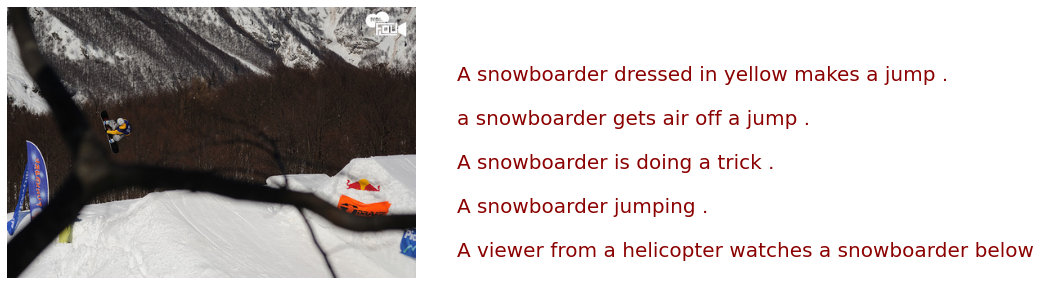 A snowboarder dressed in yellow makes a jump .
a snowboarder gets air off a jump .
A snowboarder is doing a trick .
A snowboarder jumping .
A viewer from a helicopter watches a snowboarder below